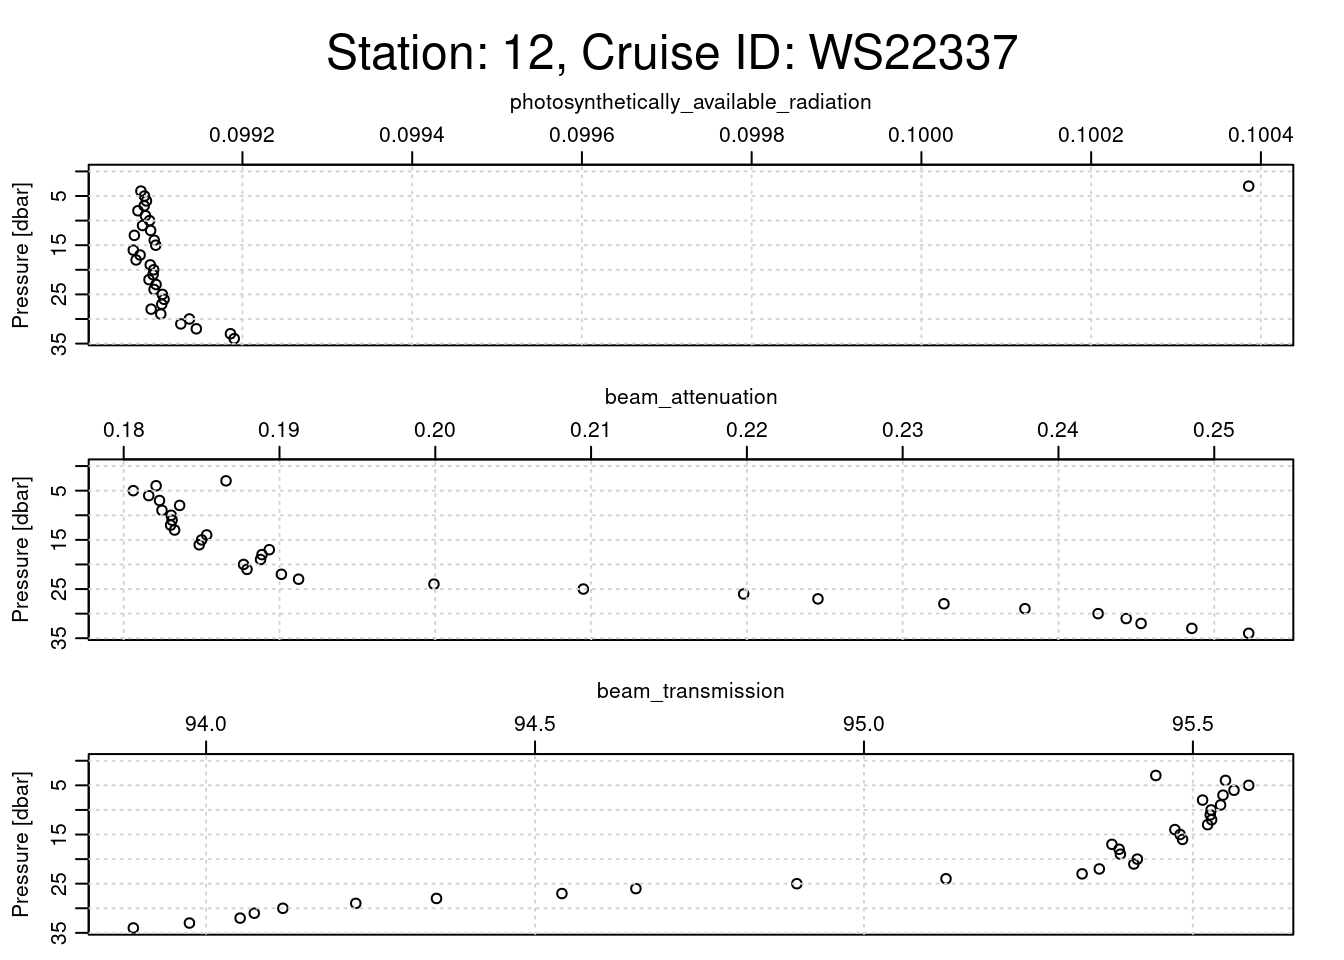 Station: 12, Cruise ID: WS22337
photosynthetically_available_radiation
0.0992 0.0994 0.0996 0.0998 0.1000 0.1002 0.1004
Pressure [dbar]
5
15
25
35
beam_attenuation
0.18 0.19 0.20 0.21 0.22 0.23 0.24 0.25
Pressure [dbar]
5
15
25
35
beam_transmission
94.0 94.5 95.0 95.5
Pressure [dbar]
5
15
25
35